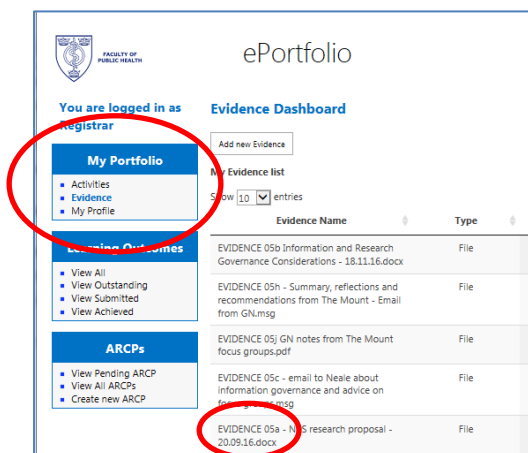 FACULTY OF
PUBLIC HEALTH
ePortfolio
You are logged in as
Registrar
My Portfolio
Activities
Evidence
My Profile
Learning Outcomes
View All
View Outstanding
View Submitted
View Achieved
ARCPs
View Pending ARCP
View All ARCPs
Create new ARCP
Evidence Dashboard
Add new Evidence
My Evidence list
Show 10 entries
Evidence Name Type
EVIDENCE 05b Information and Research File
Governance Considerations - 18.11.16.docx
EVIDENCE 05h - Summary, reflections and File
recommendations from The Mount - Email
from GN.msg
EVIDENCE 05j GN notes from The Mount File
focus groups.pdf
EVIDENCE 05c - email to Neale about File
information governance and advice on
focus groups.msg
EVIDENCE 05a - research proposal - File
20.09.16.docx